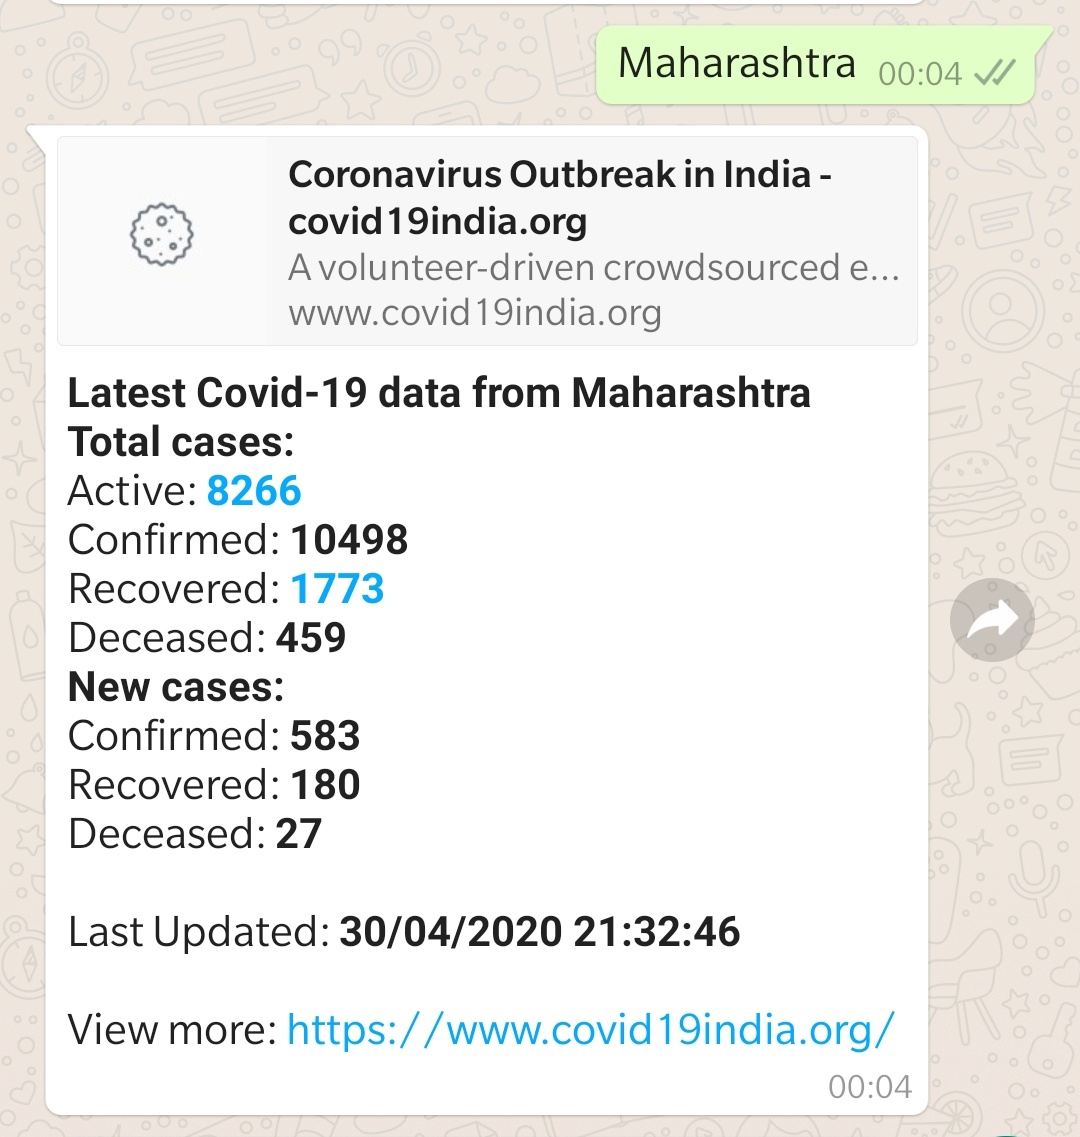 Maharashtra 00:04
Coronavirus Outbreak in India -
covid19india.org
A volunteer-driven crowdsourced e...
www.covid19india.org
Latest Covid-19 data from Maharashtra
Total cases:
Active: 8266
Confirmed: 10498
Recovered: 1773
Deceased: 459
New cases:
Confirmed: 583
Recovered: 180
Deceased: 27
Last Updated: 30/04/2020 21:32:46
View more: https://www.covid19india.org/
00:04